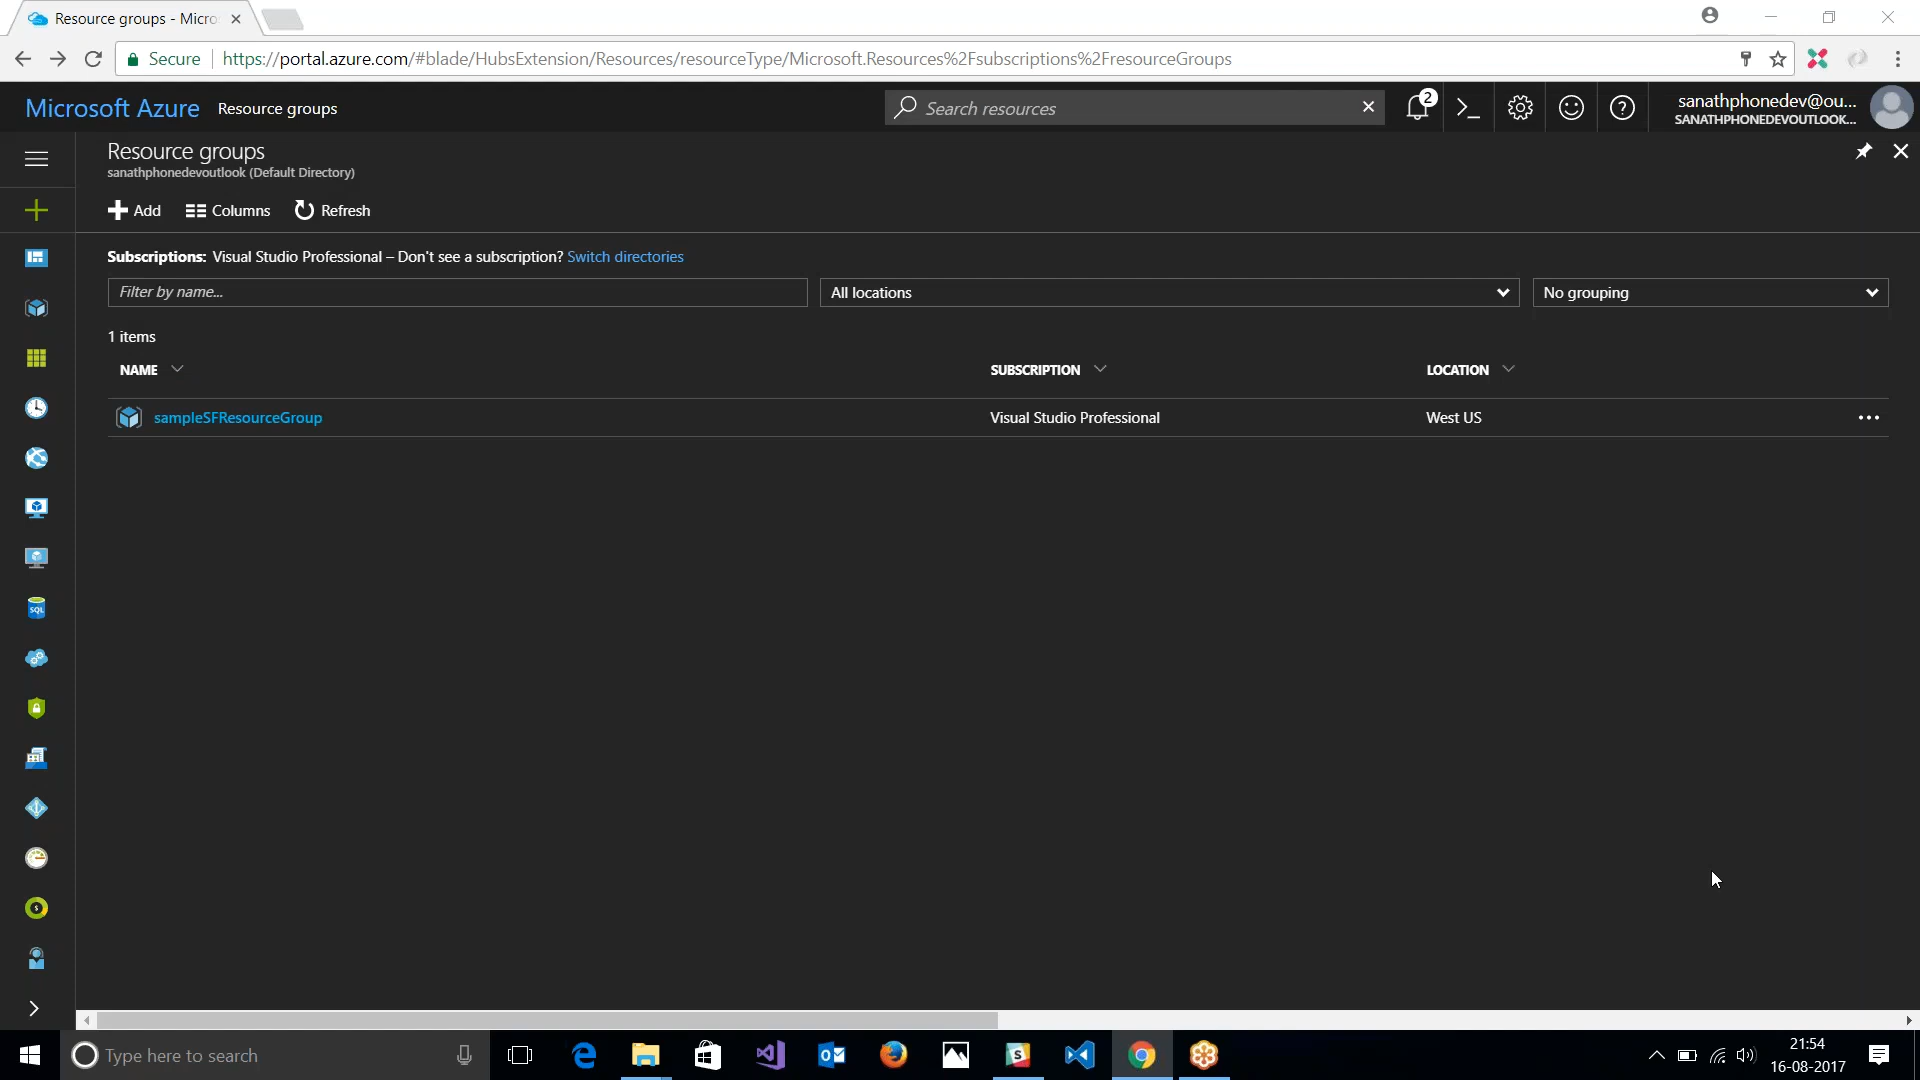 Resource groups - Micro
Secure
https://portal.azure.com/#blade/HubsExtension/Resources/resourceType/Microsoft.Resources%2Fsubscriptions%2FresourceGroups
Microsoft Azure Resource groups
Search resources
2
sanathphonedev@ou...
SANATHPHONEDEVOUTLOOK...
Resource groups
sanathphonedevoutlook (Default Directory)
Add Columns Refresh
Subscriptions: Visual Studio Professional – Don't see a subscription? Switch directories
Filter by name...
All locations
No grouping
1 items
NAME SUBSCRIPTION LOCATION
sampleSFResourceGroup Visual Studio Professional West US
SQL
Type here to search
21:54
16-08-2017